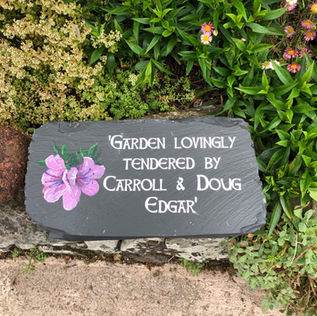 'Garden lovingly
tendered by
Carroll & Doug
Edgar'